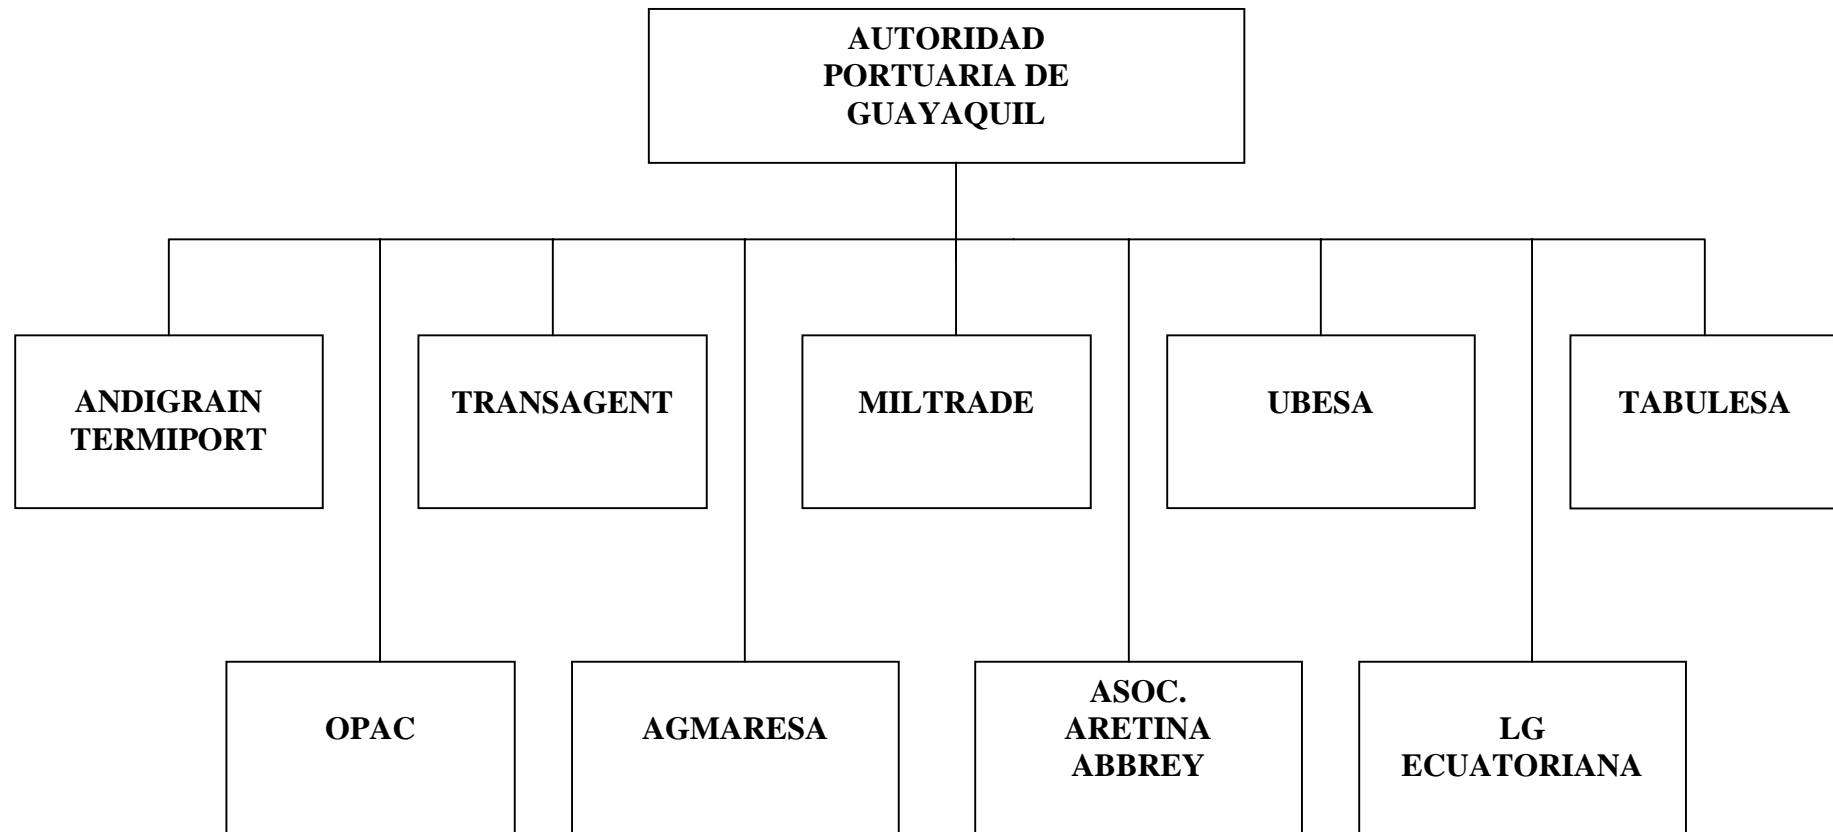 AUTORIDAD
PORTUARIA DE
GUAYAQUIL
ANDIGRAIN
TERMIPORT
TRANSAGENT
MILTRADE
UBESA
TABULESA
OPAC
AGMARESA
ASOC.
ARETINA
ABBREY
LG
ECUATORIANA